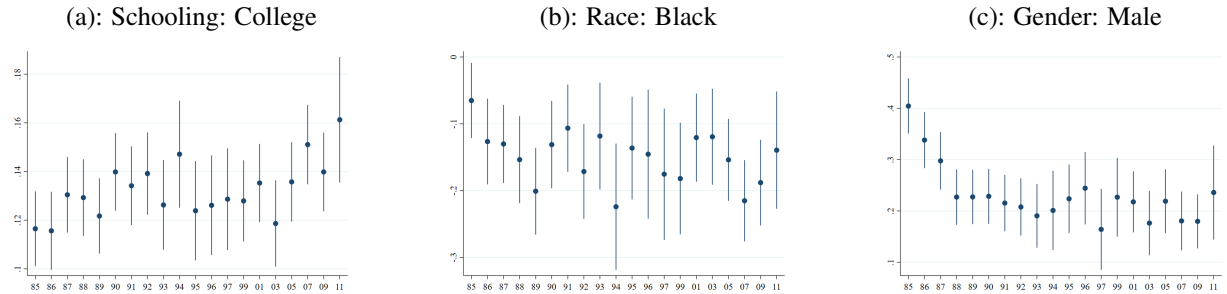 (a): Schooling: College
(b): Race: Black
(c): Gender: Male
.18
.16
.14
.12
.1
85 86 87 88 89 90 91 92 93 94 95 96 97 99 01 03 05 07 09 11
0
-.1
-.2
-.3
85 86 87 88 89 90 91 92 93 94 95 96 97 99 01 03 05 07 09 11
.5
.4
.3
.2
.1
85 86 87 88 89 90 91 92 93 94 95 96 97 99 01 03 05 07 09 11